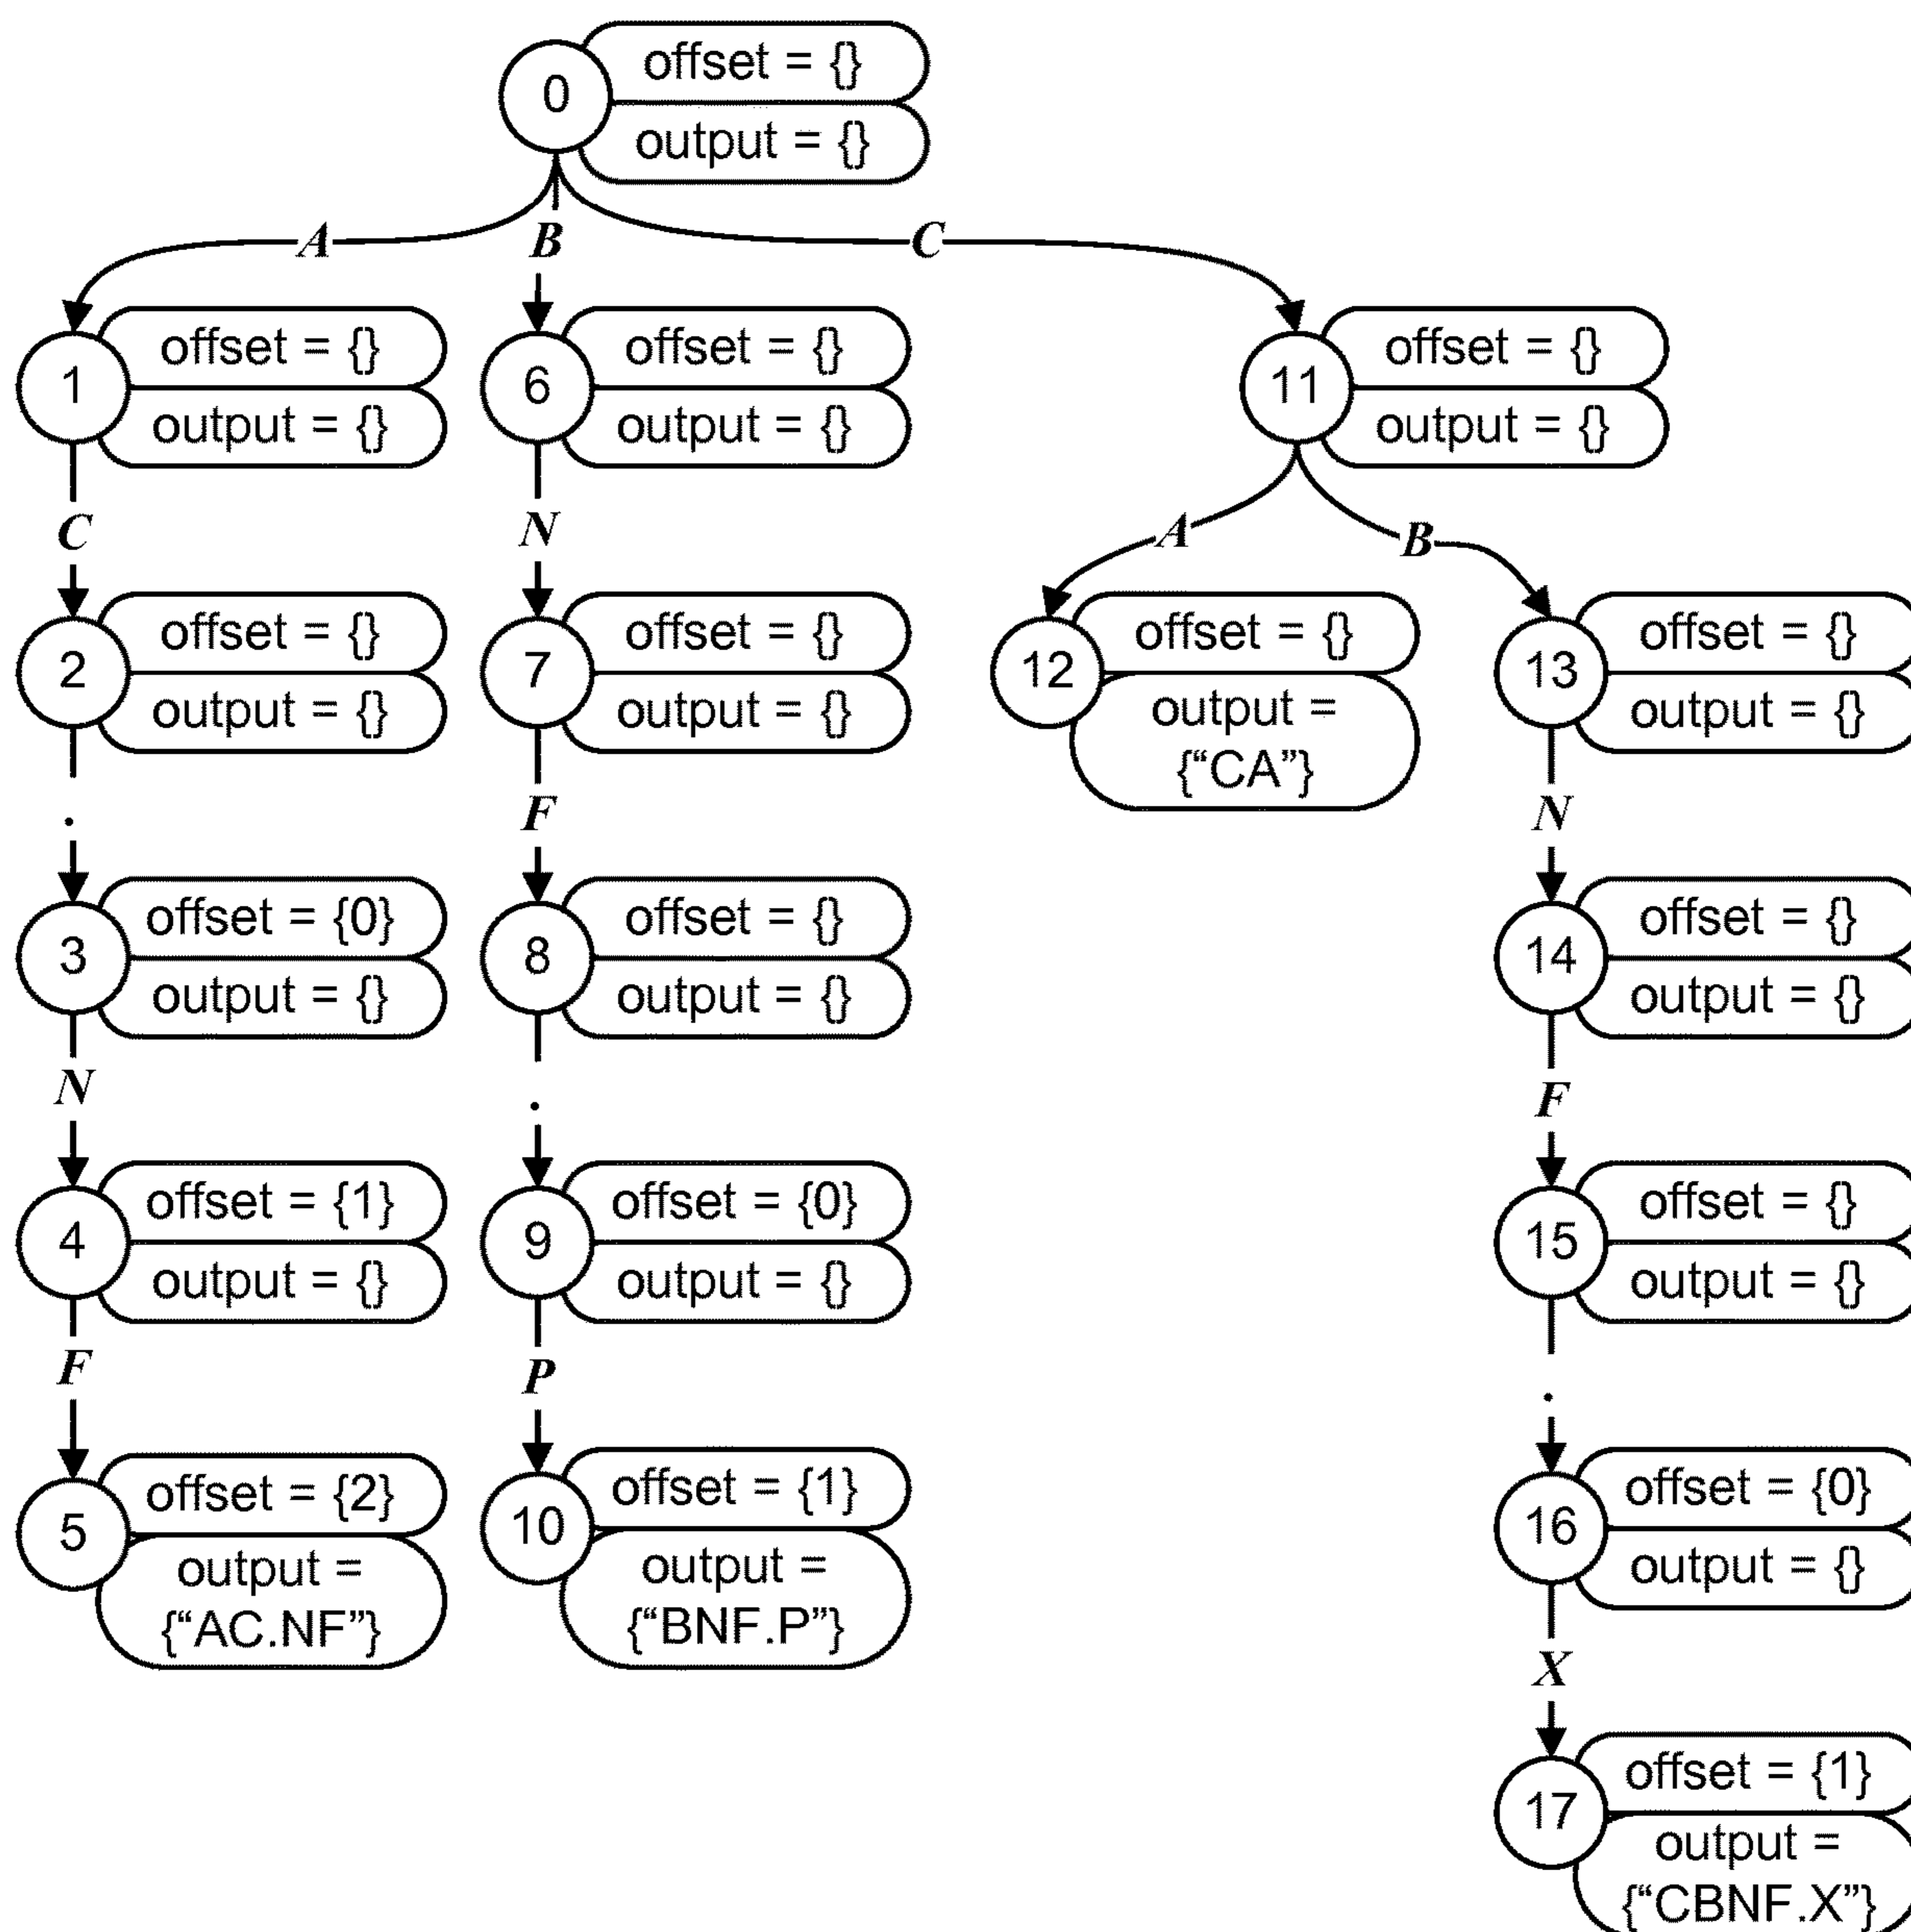 0
offset = {}
output = {}
A
B
C
1
offset = {}
output = {}
6
offset = {}
output = {}
11
offset = {}
output = {}
C
N
A
B
2
offset = {}
output = {}
7
offset = {}
output = {}
12
offset = {}
output =
{“CA”}
13
offset = {}
output = {}
.
F
N
3
offset = {0}
output = {}
8
offset = {}
output = {}
14
offset = {}
output = {}
N
.
F
4
offset = {1}
output = {}
9
offset = {0}
output = {}
15
offset = {}
output = {}
F
P
.
5
offset = {2}
output =
{“AC.NF”}
10
offset = {1}
output =
{“BNF.P”}
16
offset = {0}
output = {}
X
17
offset = {1}
output =
{“CBNF.X”}